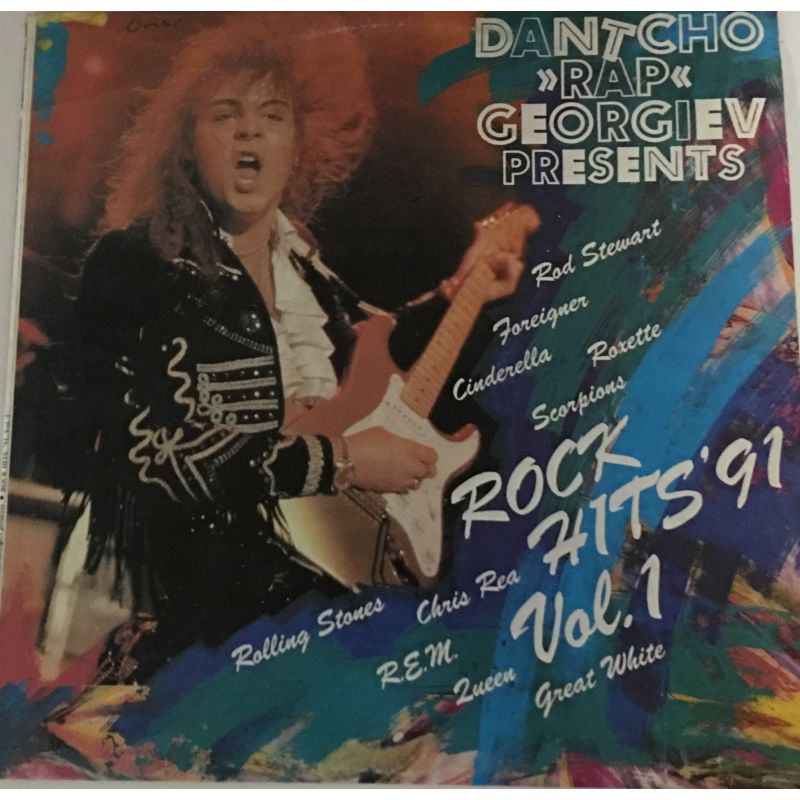 Omar
DANTCHO
»RAP«
GEORGIEV
PRESENTS
Rod Stewart
Foreigner
Cinderella Roxette
Scorpions
ROCK
HITS '91
Vol. 1
Rolling Stones Chris Rea
R.E.M.
Queen Great White